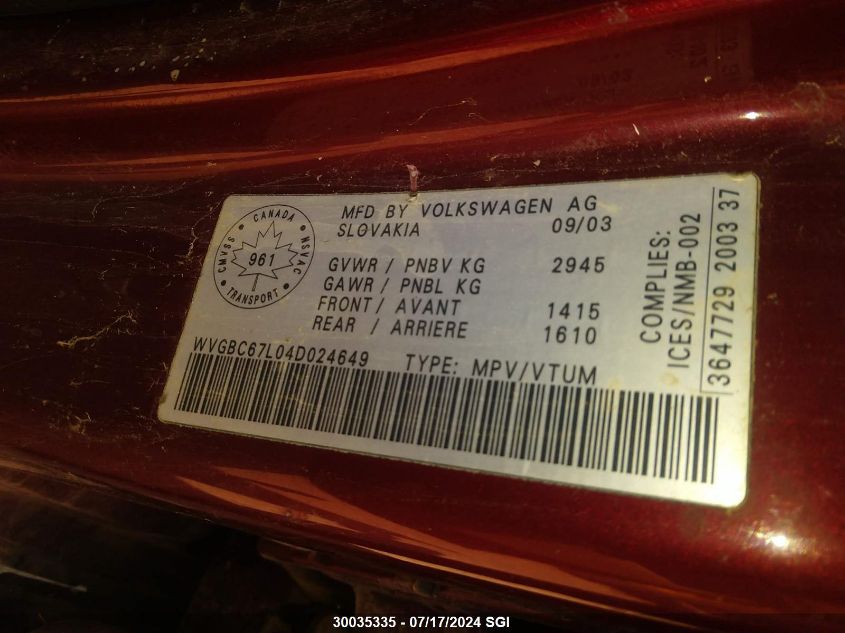 CANADA
CMVSS
NSVAC
961
TRANSPORT
MFD BY VOLKSWAGEN AG
SLOVAKIA 09/03
GVWR / PNBV KG 2945
GAWR / PNBL KG
FRONT / AVANT 1415
REAR / ARRIERE 1610
WVGBC67L04D024649 TYPE: MPV/VTUM
COMPLIES:
ICES/NMB-002
3647729 2003 37
30035335 - 07/17/2024 SGI